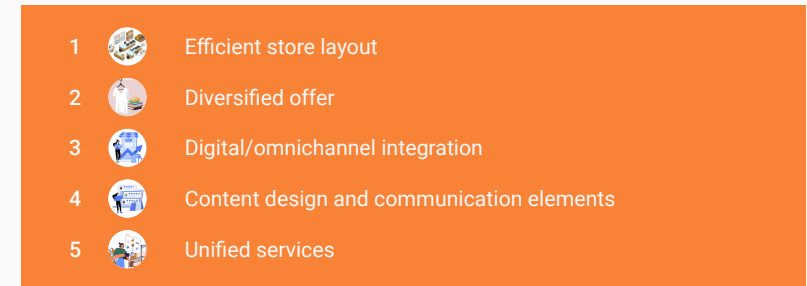 1 Efficient store layout
2 Diversified offer
3 Digital/omnichannel integration
4 Content design and communication elements
5 Unified services